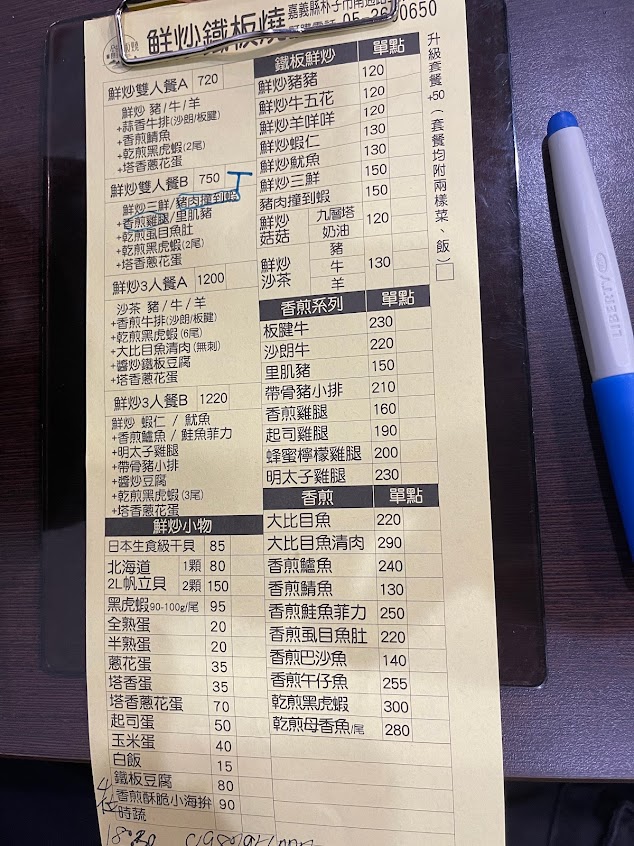 鮮炒鐵板燒
嘉義縣朴子市南通路
05-2
0650
鮮炒雙人餐A 720
鮮炒 豬/牛/羊
+蒜香牛排(沙朗/板腱)
+香煎鯖魚
+乾煎黑虎蝦(2尾)
+塔香蔥花蛋
鮮炒雙人餐B 750
鮮炒三鮮/豬肉撞到蝦
+香煎雞腿/里肌豬
+乾煎虱目魚肚
+乾煎黑虎蝦(2尾)
+塔香蔥花蛋
鮮炒3人餐A 1200
沙茶 豬/牛/羊
+香煎牛排(沙朗/板腱)
+乾煎黑虎蝦(6尾)
+大比目魚清肉(無刺)
+醬炒鐵板豆腐
+塔香蔥花蛋
鮮炒3人餐B 1220
鮮炒 蝦仁 / 魷魚
+香煎鱸魚 / 鮭魚菲力
+明太子雞腿
+帶骨豬小排
+醬炒豆腐
+乾煎黑虎蝦(3尾)
+塔香蔥花蛋
鮮炒小物
日本生食級干貝 85
北海道 1顆 80
2L帆立貝 2顆 150
黑虎蝦90-100g/尾 95
全熟蛋 20
半熟蛋 20
蔥花蛋 35
塔香蛋 35
塔香蔥花蛋 70
起司蛋 50
玉米蛋 40
白飯 15
鐵板豆腐 80
香煎酥脆小海拚 90
時蔬
鐵板鮮炒 單點
鮮炒豬豬 120
鮮炒牛五花 120
鮮炒羊咩咩 120
鮮炒蝦仁 130
鮮炒魷魚 130
鮮炒三鮮 150
豬肉撞到蝦 150
鮮炒菇菇 九層塔 奶油 120
鮮炒沙茶 豬 牛 羊 130
香煎系列 單點
板腱牛 230
沙朗牛 220
里肌豬 150
帶骨豬小排 210
香煎雞腿 160
起司雞腿 190
蜂蜜檸檬雞腿 200
明太子雞腿 230
香煎 單點
大比目魚 220
大比目魚清肉 290
香煎鱸魚 240
香煎鯖魚 130
香煎鮭魚菲力 250
香煎虱目魚肚 220
香煎巴沙魚 140
香煎午仔魚 255
乾煎黑虎蝦 300
乾煎母香魚/尾 280
升級套餐+50(套餐均附兩樣菜、飯)
LIBERTY